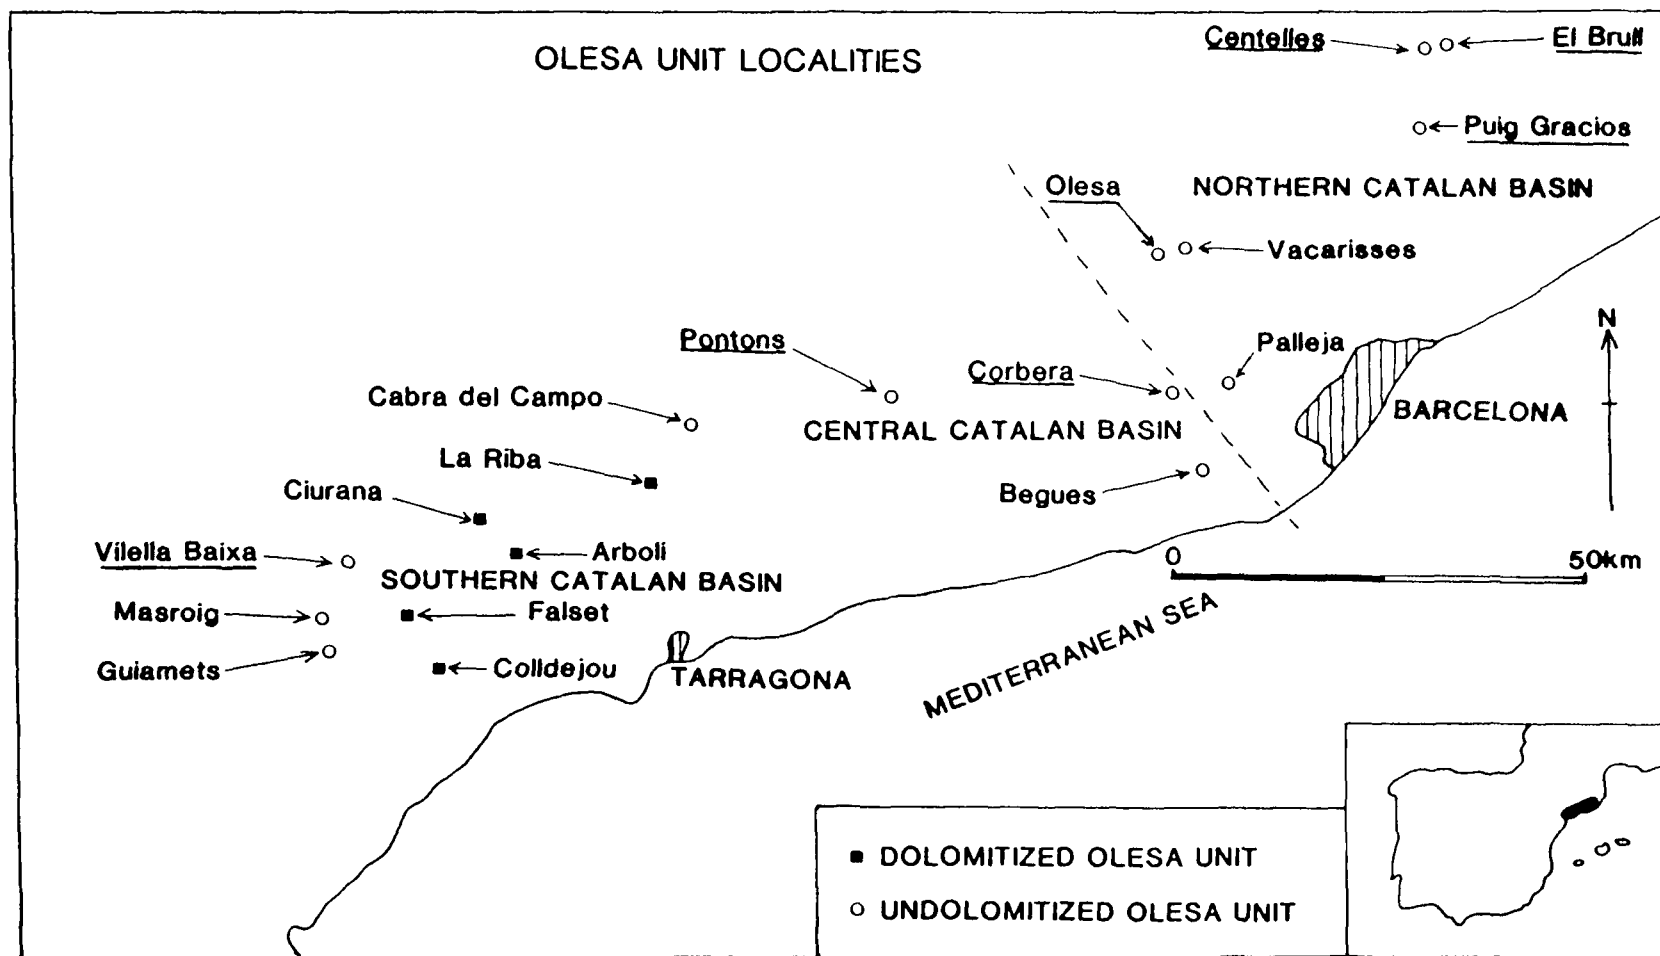 OLESA UNIT LOCALITIES
Centelles
El Brull
Puig Gracios
NORTHERN CATALAN BASIN
Olesa
Vacarisses
N
Pontons
Palleja
Corbera
Cabra del Campo
BARCELONA
CENTRAL CATALAN BASIN
La Riba
Ciurana
Begues
Vilella Baixa
Arboli
0
50km
SOUTHERN CATALAN BASIN
Masroig
Falset
MEDITERRANEAN SEA
Guiamets
Colldejou
TARRAGONA
DOLOMITIZED OLESA UNIT
UNDOLOMITIZED OLESA UNIT